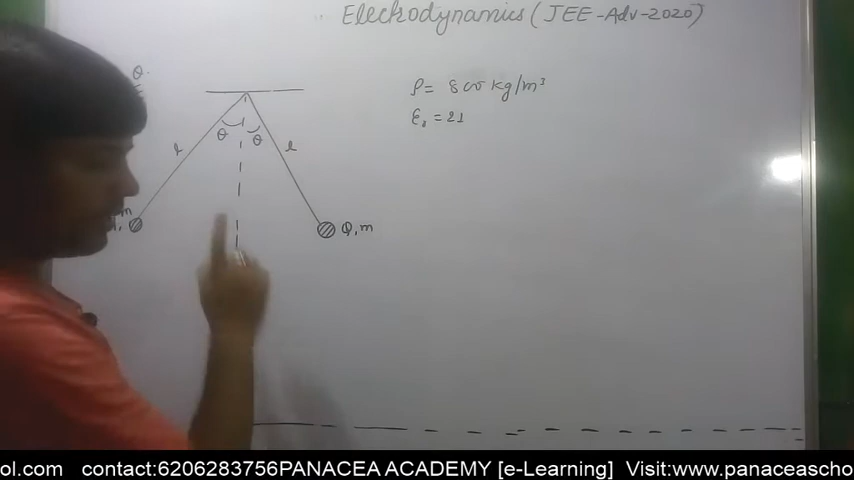 Electrodynamics (JEE-Adv-2020)
θ
ρ = 800 kg/m³
εr = 21
θ θ
l l
m
Q, m
ol.com contact:6206283756PANACEA ACADEMY [e-Learning] Visit:www.panaceascho